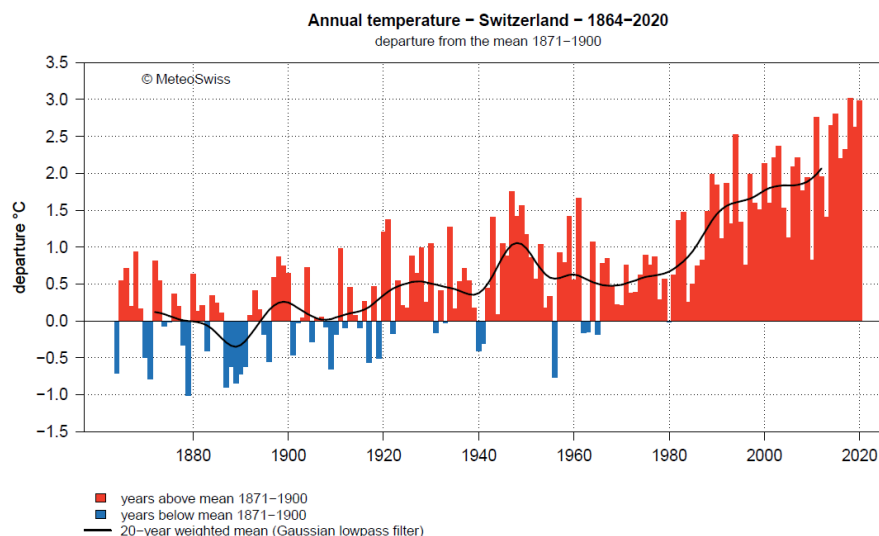 Annual temperature − Switzerland − 1864−2020
departure from the mean 1871−1900
© MeteoSwiss
departure °C
3.5
3.0
2.5
2.0
1.5
1.0
0.5
0.0
−0.5
−1.0
−1.5
1880 1900 1920 1940 1960 1980 2000 2020
years above mean 1871−1900
years below mean 1871−1900
20−year weighted mean (Gaussian lowpass filter)